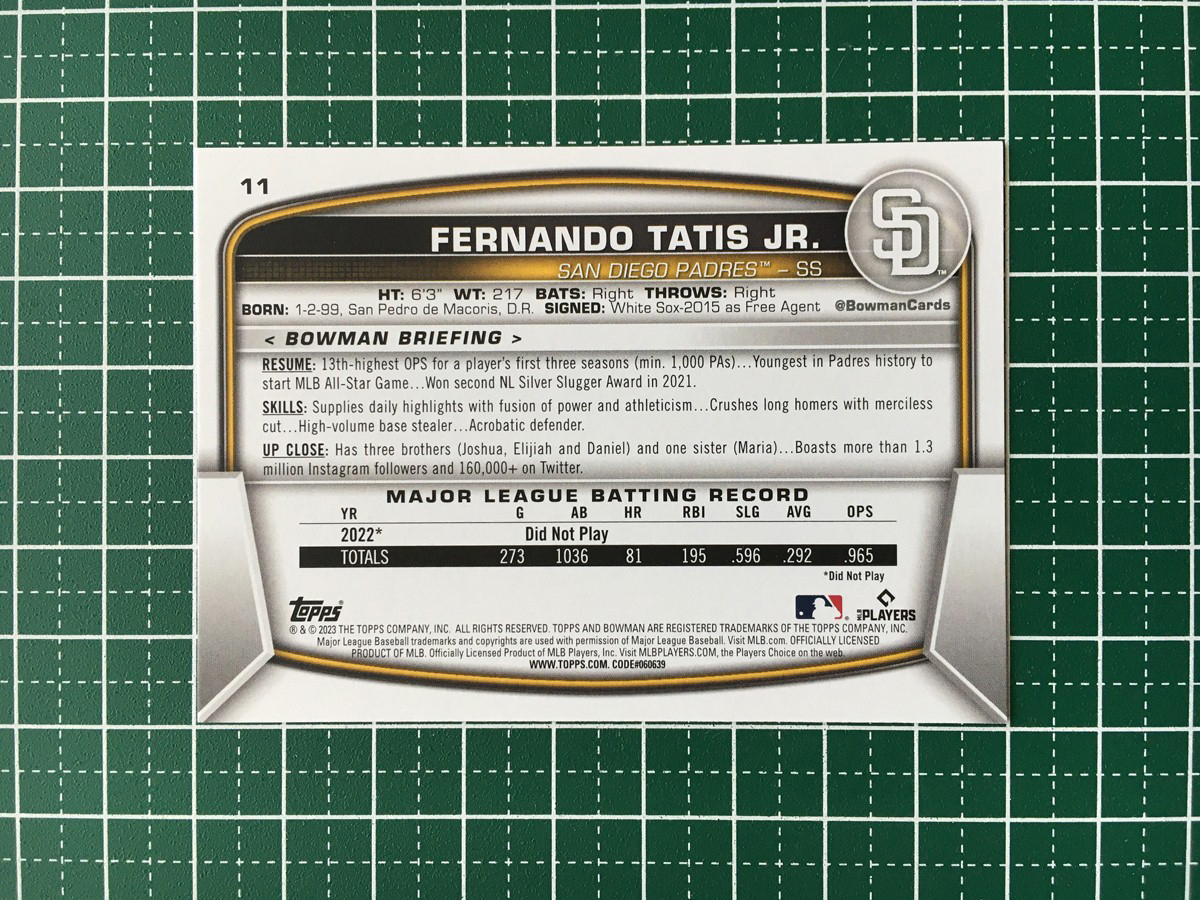 11
SD™
FERNANDO TATIS JR.
SAN DIEGO PADRES™ – SS
HT: 6'3" WT: 217 BATS: Right THROWS: Right
BORN: 1-2-99, San Pedro de Macoris, D.R. SIGNED: White Sox-2015 as Free Agent @BowmanCards
< BOWMAN BRIEFING >
RESUME: 13th-highest OPS for a player's first three seasons (min. 1,000 PAs)...Youngest in Padres history to
start MLB All-Star Game...Won second NL Silver Slugger Award in 2021.
SKILLS: Supplies daily highlights with fusion of power and athleticism...Crushes long homers with merciless
cut...High-volume base stealer...Acrobatic defender.
UP CLOSE: Has three brothers (Joshua, Elijiah and Daniel) and one sister (Maria)...Boasts more than 1.3
million Instagram followers and 160,000+ on Twitter.
MAJOR LEAGUE BATTING RECORD
YR G AB HR RBI SLG AVG OPS
2022* Did Not Play
TOTALS 273 1036 81 195 .596 .292 .965
*Did Not Play
Topps® ® MLB PLAYERS
® & © 2023 THE TOPPS COMPANY, INC. ALL RIGHTS RESERVED. TOPPS AND BOWMAN ARE REGISTERED TRADEMARKS OF THE TOPPS COMPANY, INC.
Major League Baseball trademarks and copyrights are used with permission of Major League Baseball. Visit MLB.com. OFFICIALLY LICENSED
PRODUCT OF MLB. Officially Licensed Product of MLB Players, Inc. Visit MLBPLAYERS.COM, the Players Choice on the web.
WWW.TOPPS.COM. CODE#060639